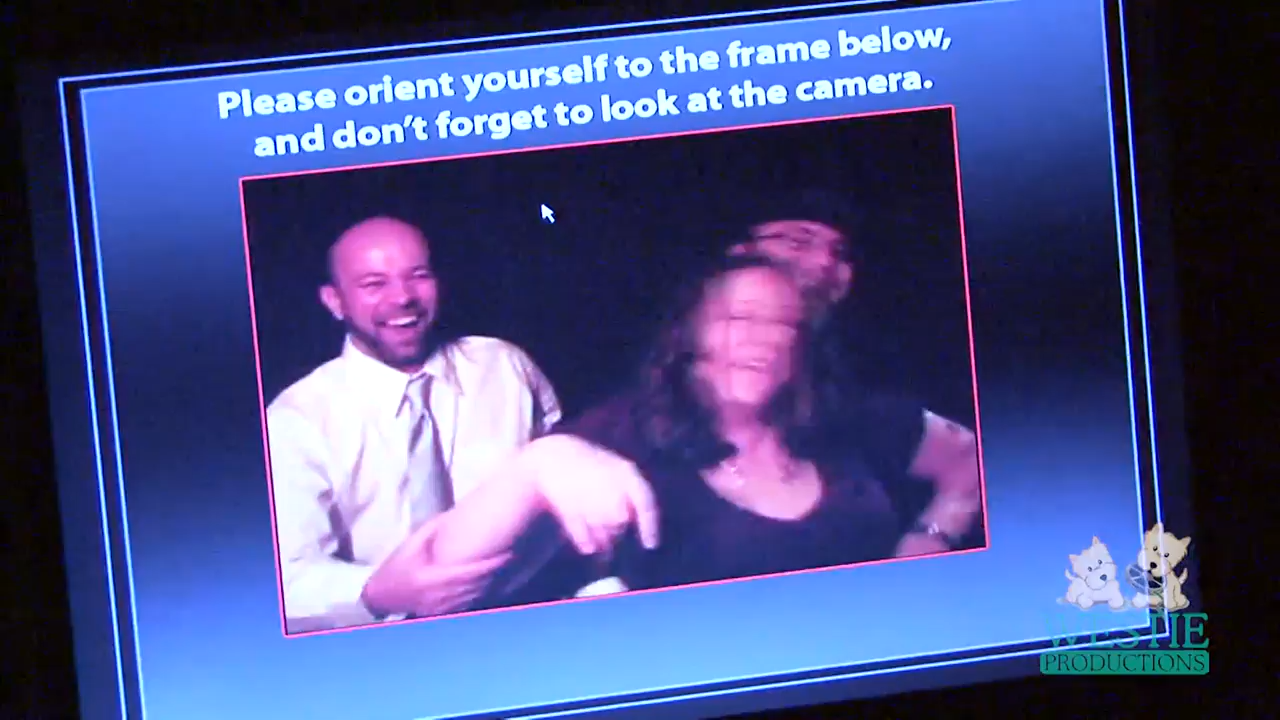 Please orient yourself to the frame below,
and don't forget to look at the camera.
WESTIE
PRODUCTIONS